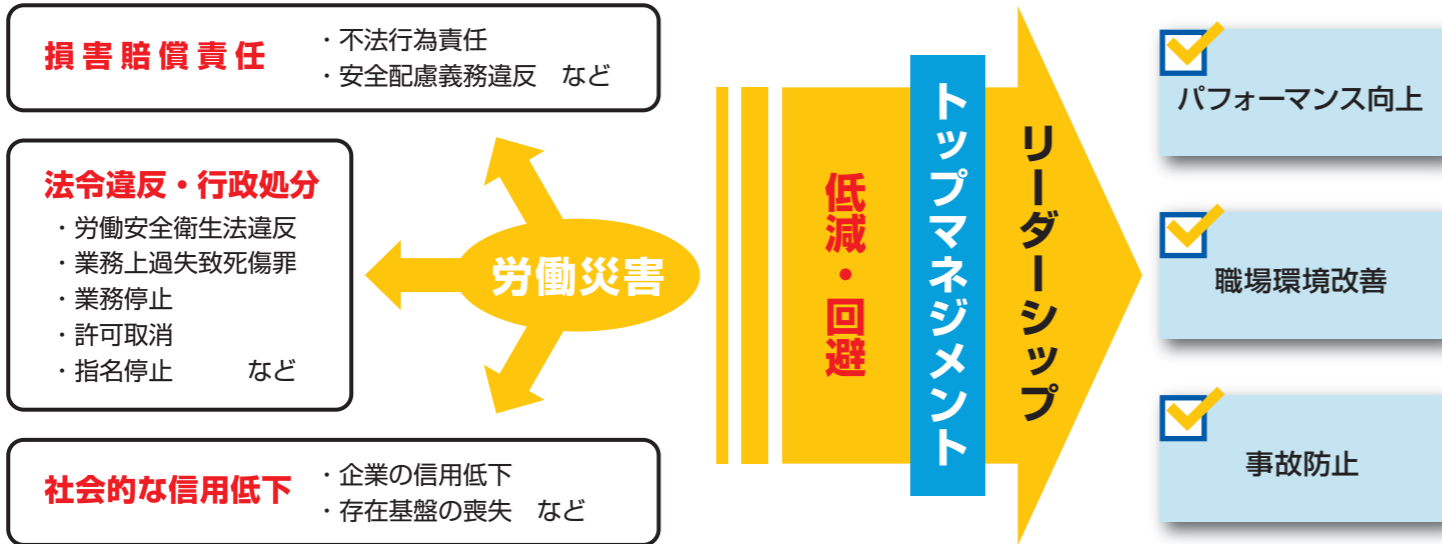 損害賠償責任
・不法行為責任
・安全配慮義務違反　など
法令違反・行政処分
・労働安全衛生法違反
・業務上過失致死傷罪
・業務停止
・許可取消
・指名停止　　　など
社会的な信用低下
・企業の信用低下
・存在基盤の喪失　など
労働災害
低減・回避
トップマネジメント
リーダーシップ
パフォーマンス向上
職場環境改善
事故防止